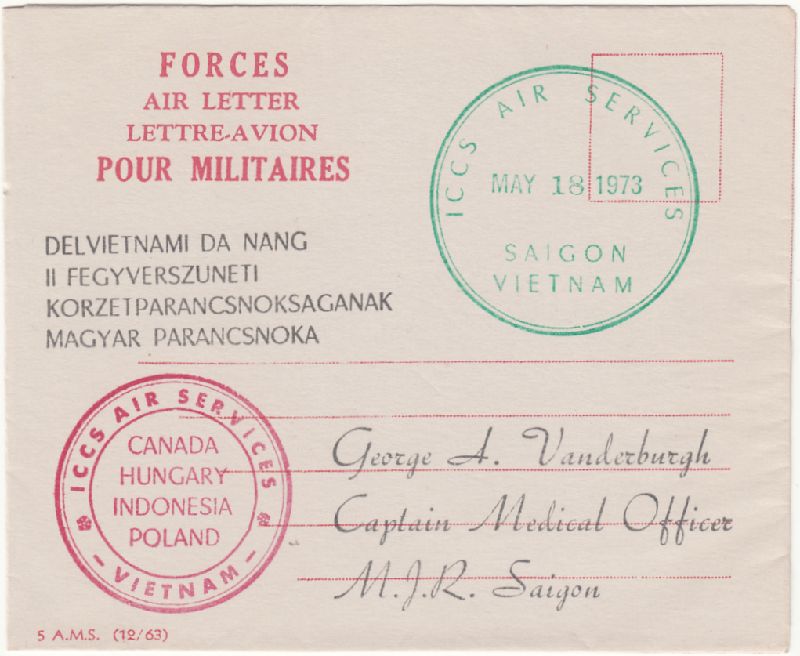 FORCES
AIR LETTER
LETTRE-AVION
POUR MILITAIRES
ICCS AIR SERVICES
MAY 18 1973
SAIGON
VIETNAM
DELVIETNAMI DA NANG
II FEGYVERSZUNETI
KORZETPARANCSNOKSAGANAK
MAGYAR PARANCSNOKA
ICCS AIR SERVICES
CANADA
HUNGARY
INDONESIA
POLAND
- VIETNAM -
George A. Vanderburgh
Captain Medical Officer
M.J.R. Saigon
5 A.M.S. (12/63)